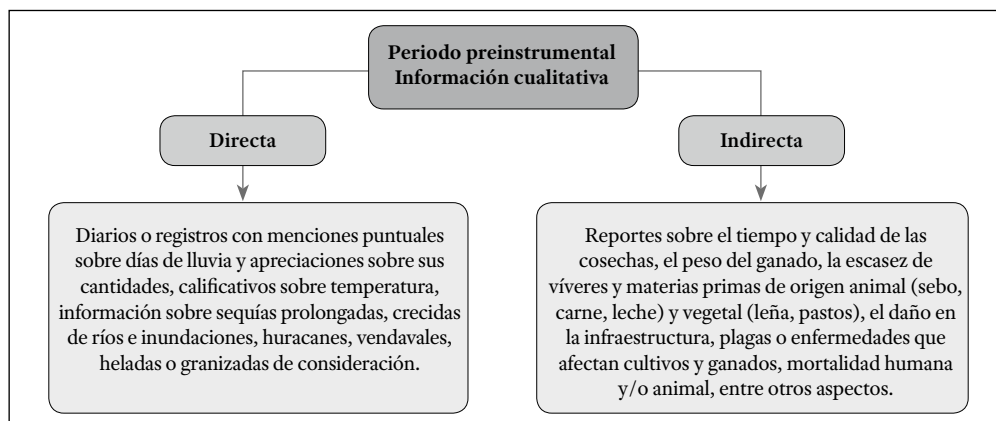 Periodo preinstrumental
Información cualitativa
Directa
Indirecta
Diarios o registros con menciones puntuales
sobre días de lluvia y apreciaciones sobre sus
cantidades, calificativos sobre temperatura,
información sobre sequías prolongadas, crecidas
de ríos e inundaciones, huracanes, vendavales,
heladas o granizadas de consideración.
Reportes sobre el tiempo y calidad de las
cosechas, el peso del ganado, la escasez de
víveres y materias primas de origen animal (sebo,
carne, leche) y vegetal (leña, pastos), el daño en
la infraestructura, plagas o enfermedades que
afectan cultivos y ganados, mortalidad humana
y/o animal, entre otros aspectos.